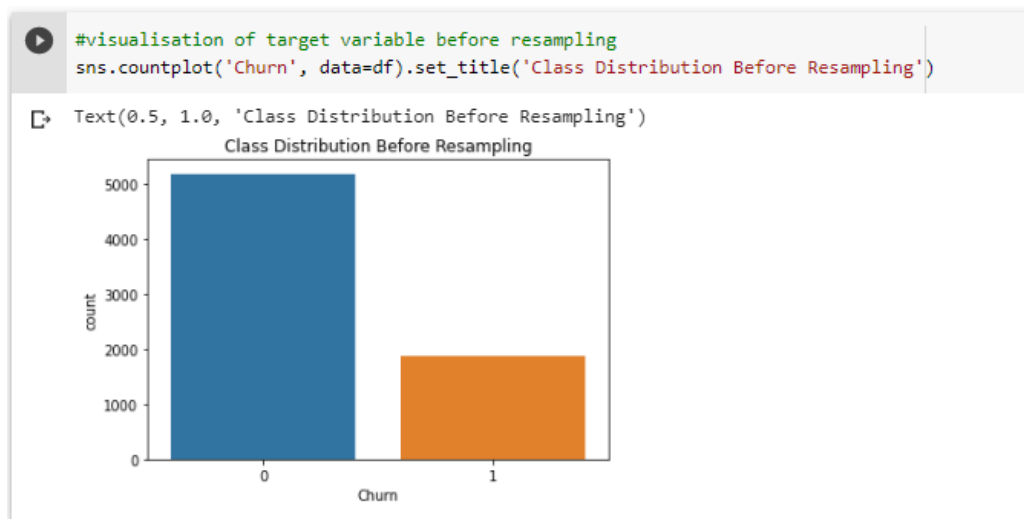 #visualisation of target variable before resampling
sns.countplot('Churn', data=df).set_title('Class Distribution Before Resampling')
Text(0.5, 1.0, 'Class Distribution Before Resampling')
Class Distribution Before Resampling
5000
4000
3000
2000
1000
0
count
0 1
Churn